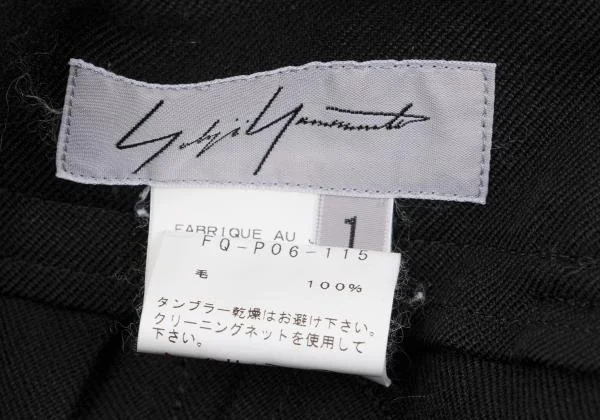 Yohji Yamamoto
1
FABRIQUE AU
FQ-P06-115
毛 100%
タンブラー乾燥はお避け下さい。
クリーニングネットを使用して
下さい。